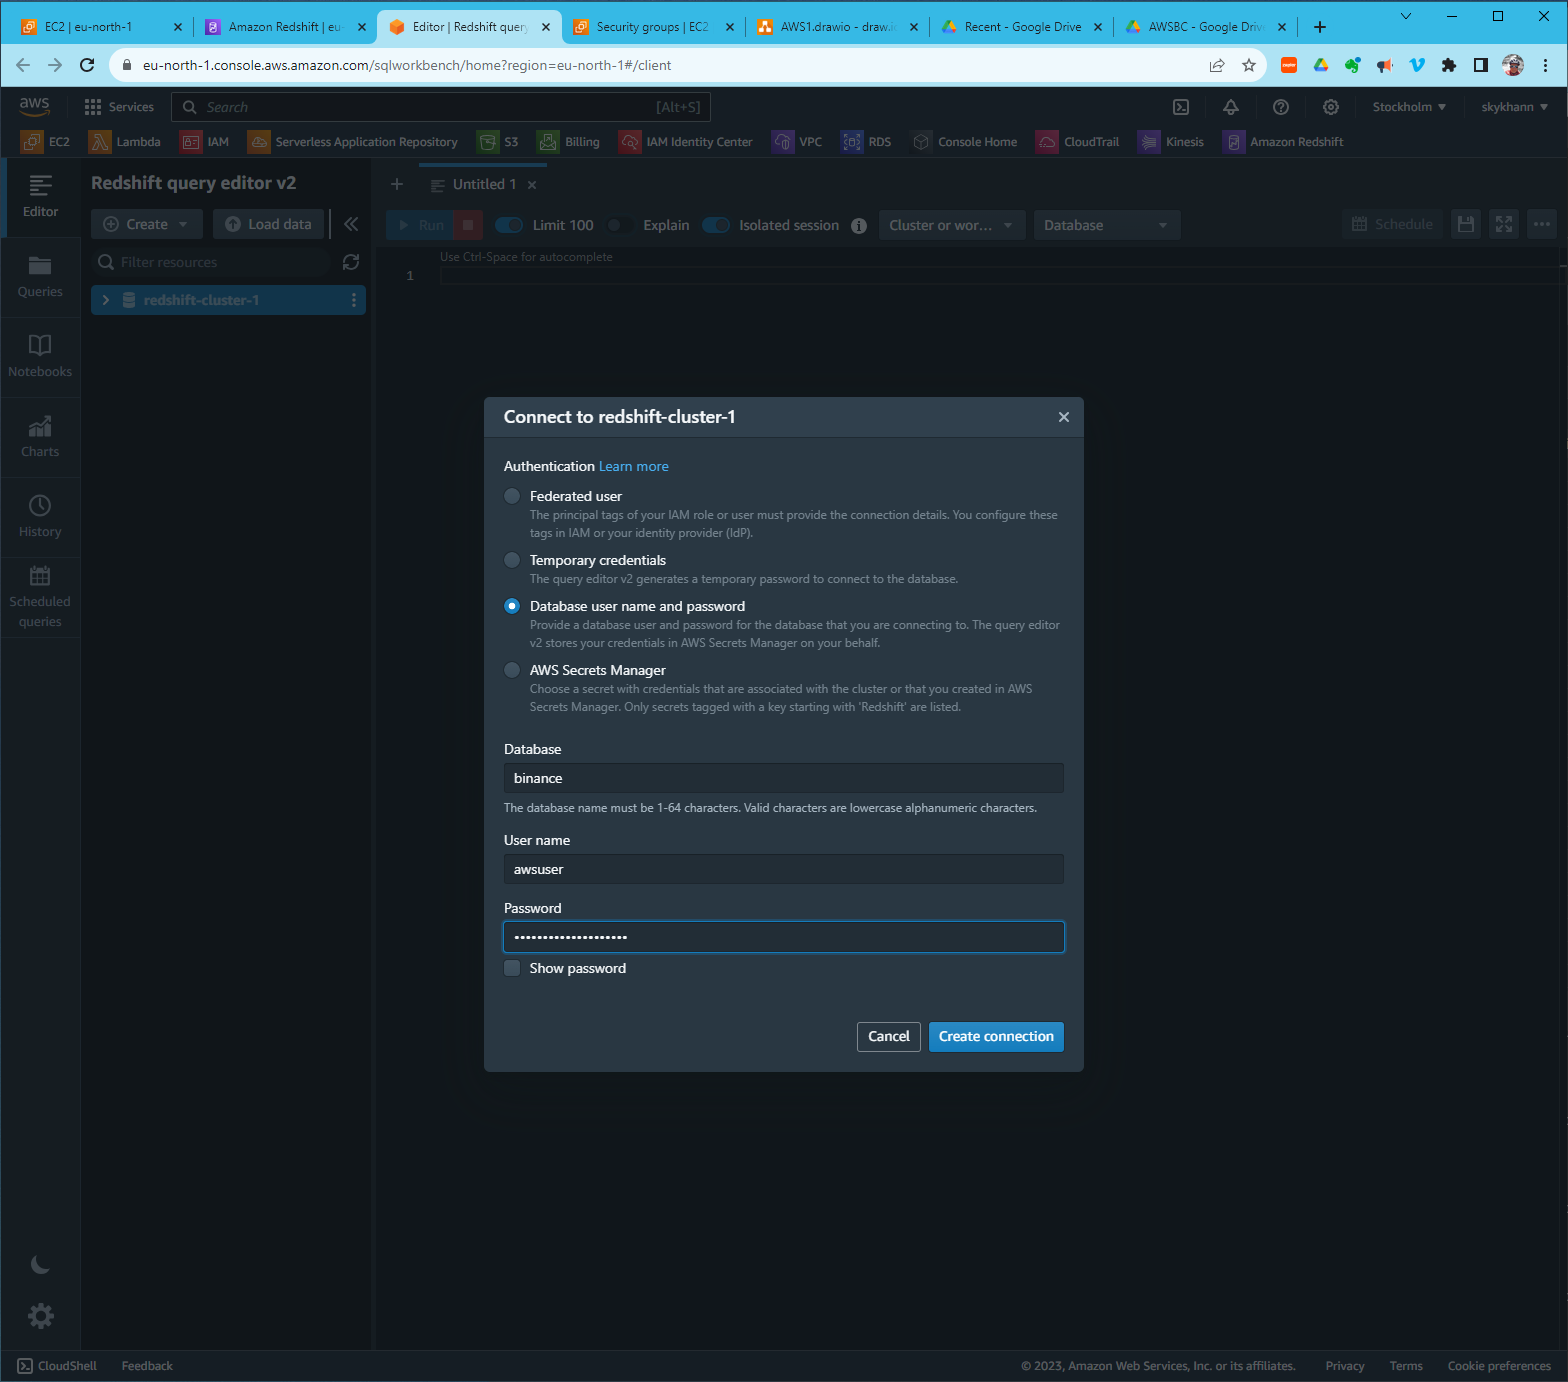 EC2 | eu-north-1
Amazon Redshift | eu-
Editor | Redshift query
Security groups | EC2
AWS1.drawio - draw.io
Recent - Google Drive
AWSBC - Google Drive
eu-north-1.console.aws.amazon.com/sqlworkbench/home?region=eu-north-1#/client
aws
Services
Search
[Alt+S]
Stockholm
skykhann
EC2
Lambda
IAM
Serverless Application Repository
S3
Billing
IAM Identity Center
VPC
RDS
Console Home
CloudTrail
Kinesis
Amazon Redshift
Editor
Queries
Notebooks
Charts
History
Scheduled
queries
Redshift query editor v2
Create
Load data
Filter resources
redshift-cluster-1
Untitled 1
Run
Limit 100
Explain
Isolated session
Cluster or wor...
Database
Schedule
Use Ctrl-Space for autocomplete
1
Connect to redshift-cluster-1
Authentication Learn more
Federated user
The principal tags of your IAM role or user must provide the connection details. You configure these
tags in IAM or your identity provider (IdP).
Temporary credentials
The query editor v2 generates a temporary password to connect to the database.
Database user name and password
Provide a database user and password for the database that you are connecting to. The query editor
v2 stores your credentials in AWS Secrets Manager on your behalf.
AWS Secrets Manager
Choose a secret with credentials that are associated with the cluster or that you created in AWS
Secrets Manager. Only secrets tagged with a key starting with 'Redshift' are listed.
Database
binance
The database name must be 1-64 characters. Valid characters are lowercase alphanumeric characters.
User name
awsuser
Password
••••••••••••••••••••
Show password
Cancel
Create connection
CloudShell
Feedback
© 2023, Amazon Web Services, Inc. or its affiliates.
Privacy
Terms
Cookie preferences